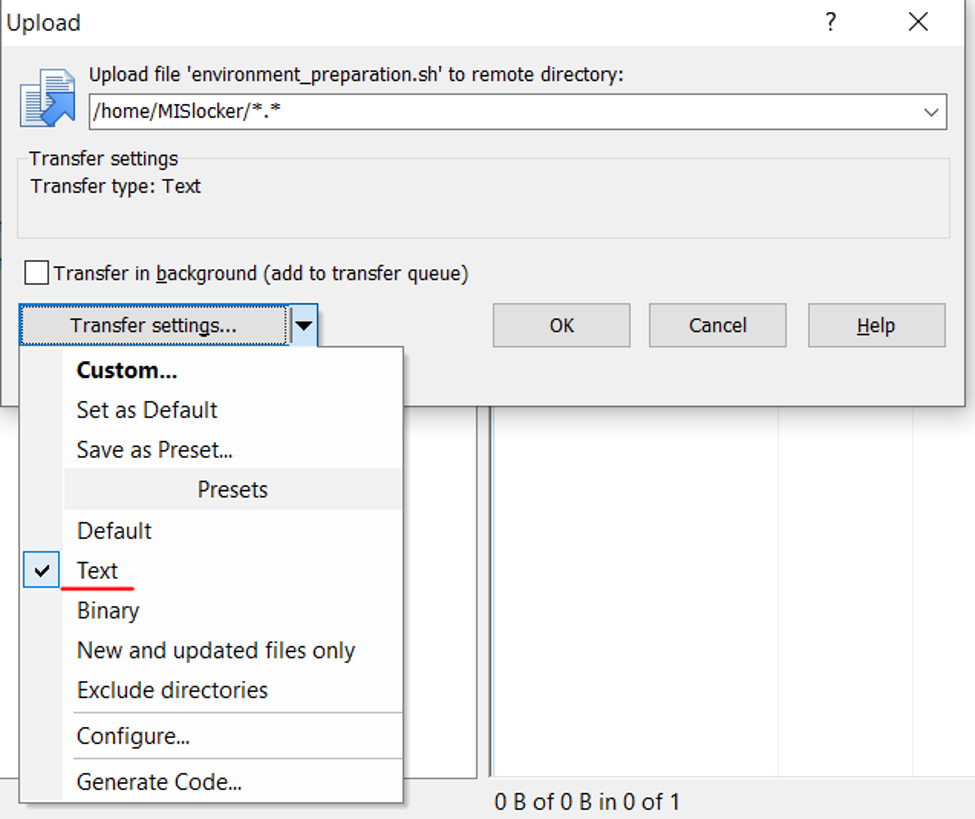 Upload ?
Upload file 'environment_preparation.sh' to remote directory:
/home/MISlocker/*.*
Transfer settings
Transfer type: Text
Transfer in background (add to transfer queue)
Transfer settings... OK Cancel Help
Custom...
Set as Default
Save as Preset...
Presets
Default
Text
Binary
New and updated files only
Exclude directories
Configure...
Generate Code...
0 B of 0 B in 0 of 1